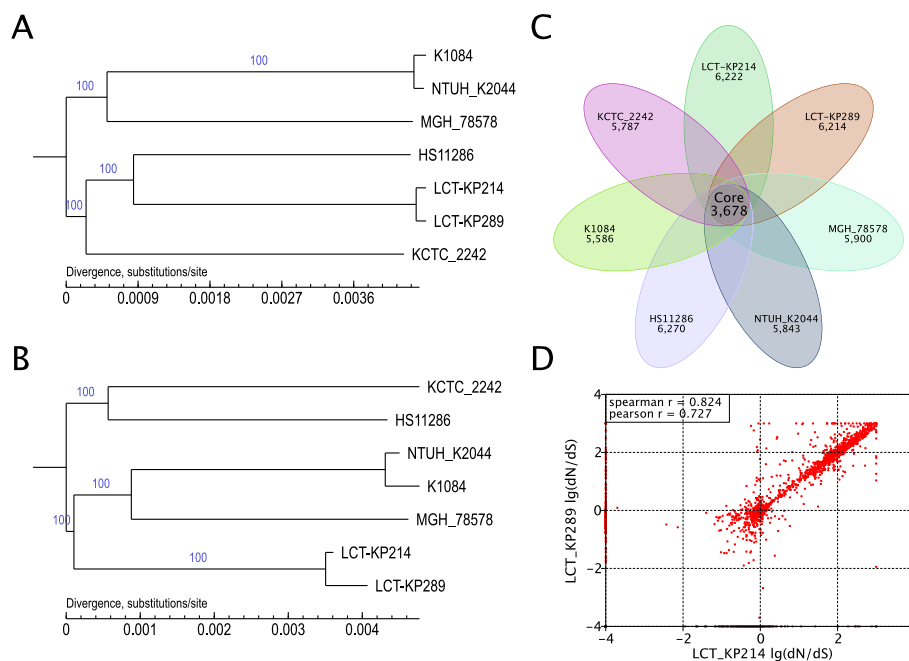 A
100
K1084
NTUH_K2044
100
MGH_78578
HS11286
100
LCT-KP214
100
LCT-KP289
KCTC_2242
Divergence, substitutions/site
0 0.0009 0.0018 0.0027 0.0036
B
100
KCTC_2242
HS11286
NTUH_K2044
100
K1084
MGH_78578
100
LCT-KP214
100
LCT-KP289
Divergence, substitutions/site
0 0.001 0.002 0.003 0.004
C
LCT-KP214
6,222
KCTC_2242
5,787
LCT-KP289
6,214
Core
3,678
K1084
5,586
MGH_78578
5,900
HS11286
6,270
NTUH_K2044
5,843
D
spearman r = 0.824
pearson r = 0.727
4
2
0
−2
−4
LCT_KP289 lg(dN/dS)
−4 −2 0 2
LCT_KP214 lg(dN/dS)